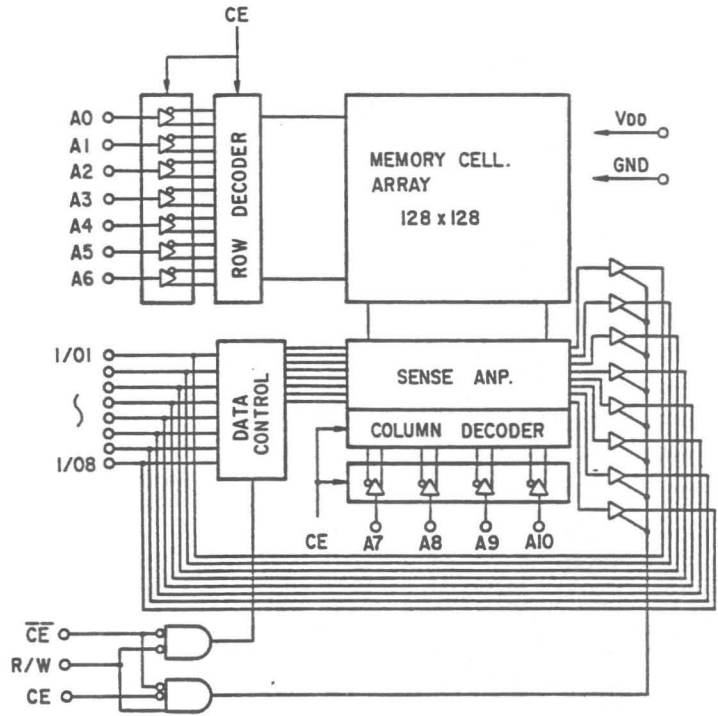 CE
A0
A1
A2
A3
A4
A5
A6
ROW DECODER
MEMORY CELL.
ARRAY
128 x 128
VDD
GND
I/O1
I/O8
DATA
CONTROL
SENSE ANP.
COLUMN DECODER
CE
A7
A8
A9
A10
CE
R/W
CE